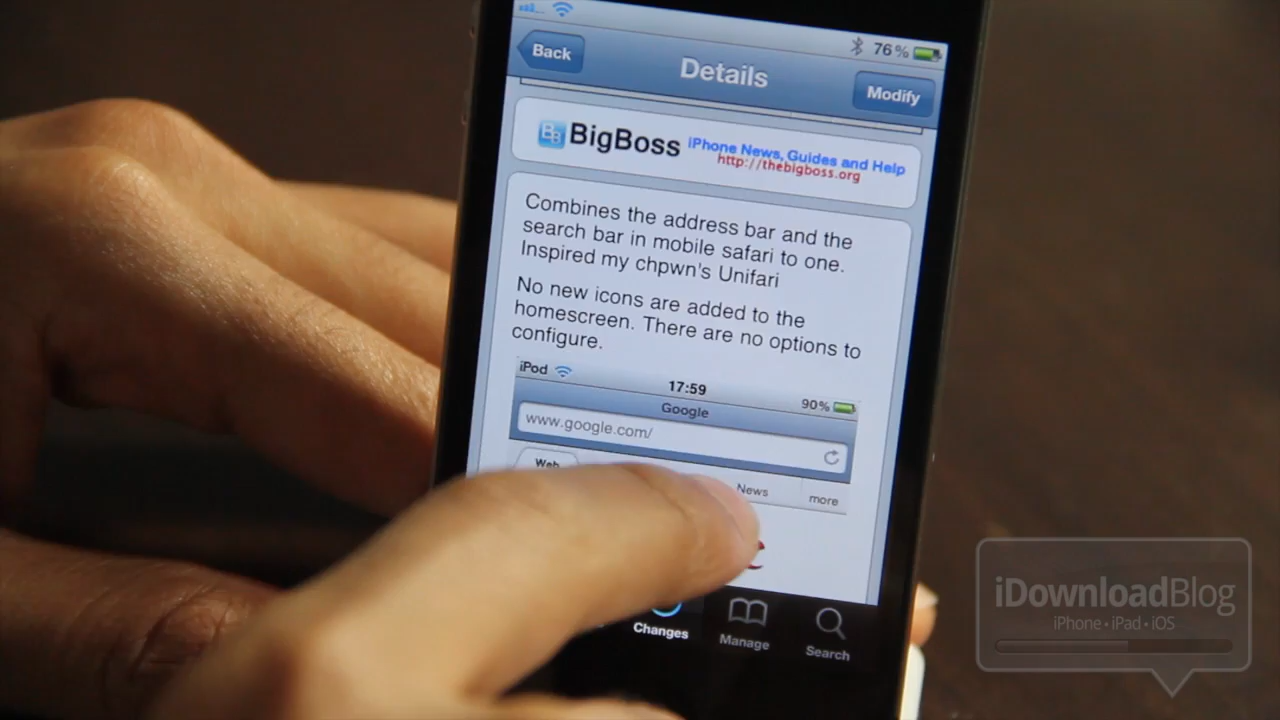 76%
Back
Details
Modify
BigBoss
iPhone News, Guides and Help
http://thebigboss.org
Combines the address bar and the
search bar in mobile safari to one.
Inspired my chpwn's Unifari
No new icons are added to the
homescreen. There are no options to
configure.
iPod
17:59
90%
Google
www.google.com/
Web
News
more
Changes
Manage
Search
iDownloadBlog
iPhone • iPad • iOS